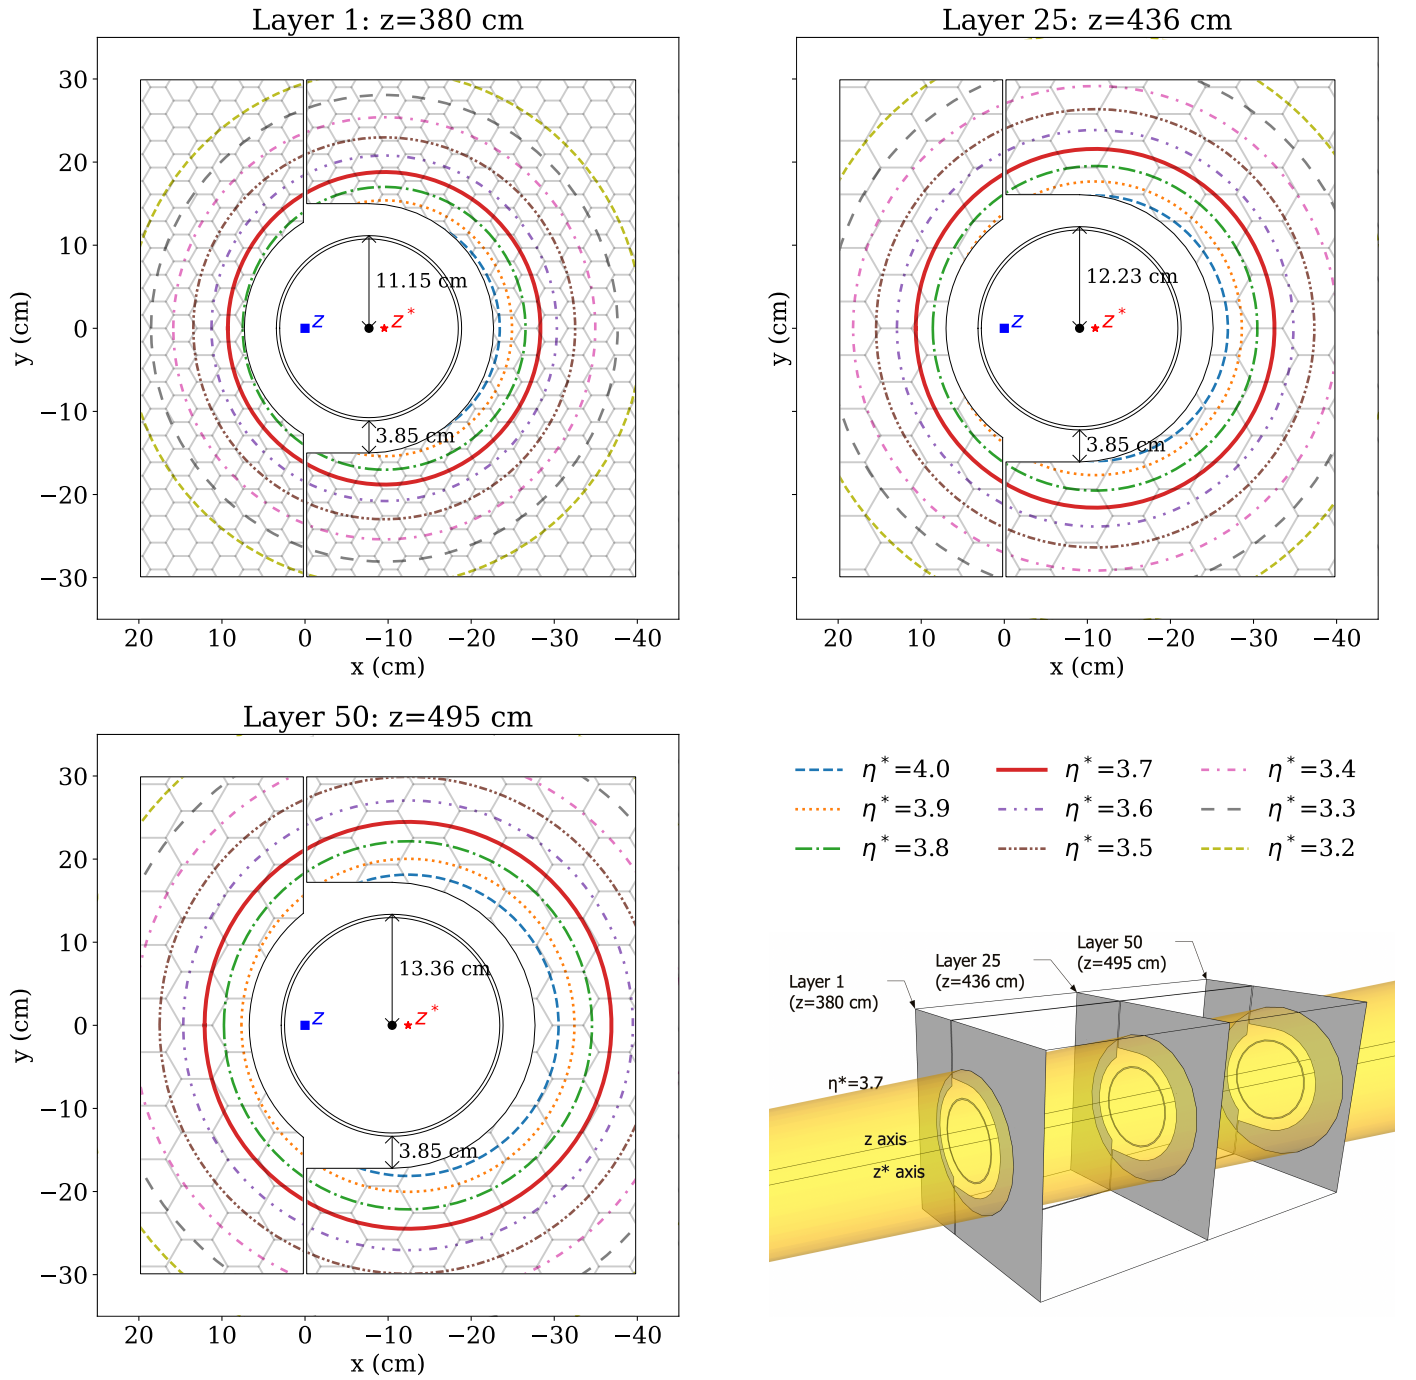 Layer 1: z=380 cm
Layer 25: z=436 cm
30
20
10
0
−10
−20
−30
y (cm)
11.15 cm
3.85 cm
z
z*
20
10
0
−10
−20
−30
−40
x (cm)
y (cm)
12.23 cm
3.85 cm
z
z*
20
10
0
−10
−20
−30
−40
x (cm)
Layer 50: z=495 cm
30
20
10
0
−10
−20
−30
y (cm)
13.36 cm
3.85 cm
z
z*
20
10
0
−10
−20
−30
−40
x (cm)
η*=4.0
η*=3.7
η*=3.4
η*=3.9
η*=3.6
η*=3.3
η*=3.8
η*=3.5
η*=3.2
Layer 50
(z=495 cm)
Layer 25
(z=436 cm)
Layer 1
(z=380 cm)
η*=3.7
z axis
z* axis